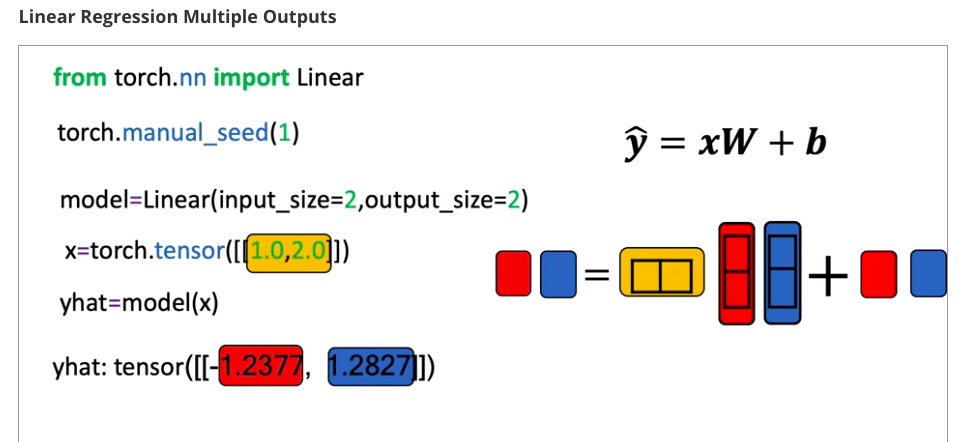 Linear Regression Multiple Outputs
from torch.nn import Linear
torch.manual_seed(1)
ŷ = xW + b
model=Linear(input_size=2,output_size=2)
x=torch.tensor([[1.0,2.0]])
= +
yhat=model(x)
yhat: tensor([[-1.2377, 1.2827]])